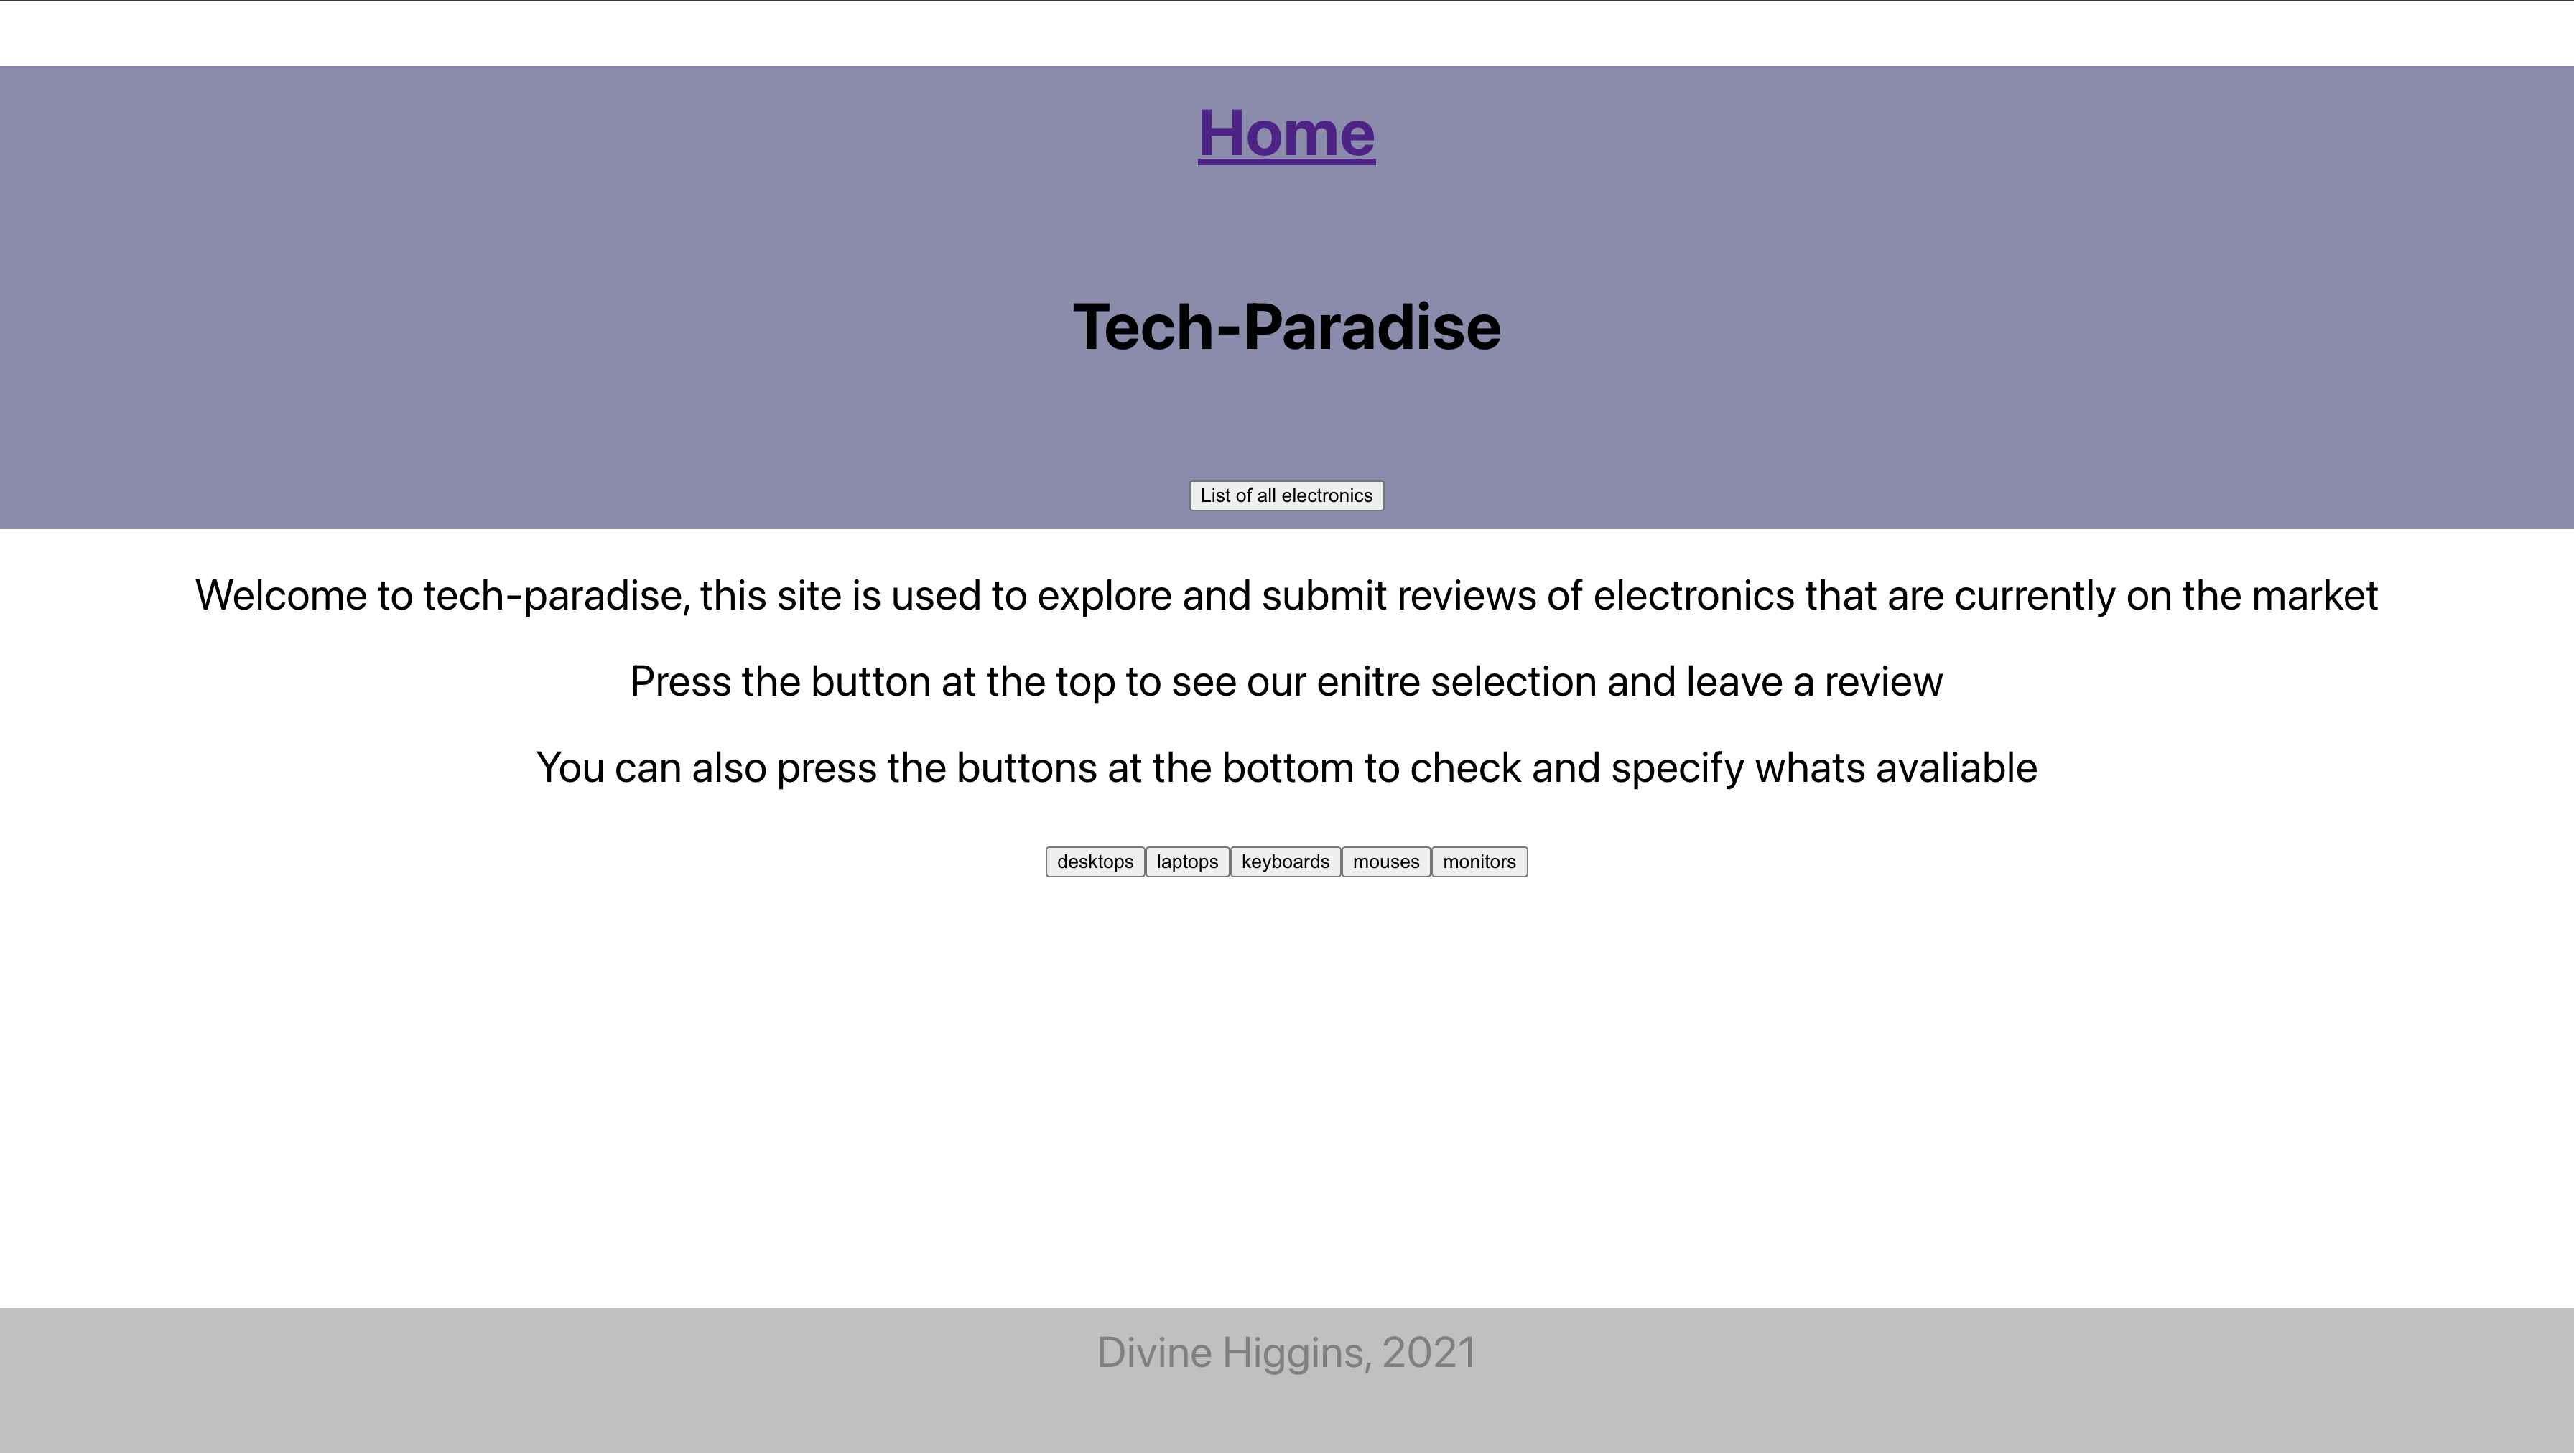 Home
Tech-Paradise
List of all electronics
Welcome to tech-paradise, this site is used to explore and submit reviews of electronics that are currently on the market
Press the button at the top to see our enitre selection and leave a review
You can also press the buttons at the bottom to check and specify whats avaliable
desktops laptops keyboards mouses monitors
Divine Higgins, 2021